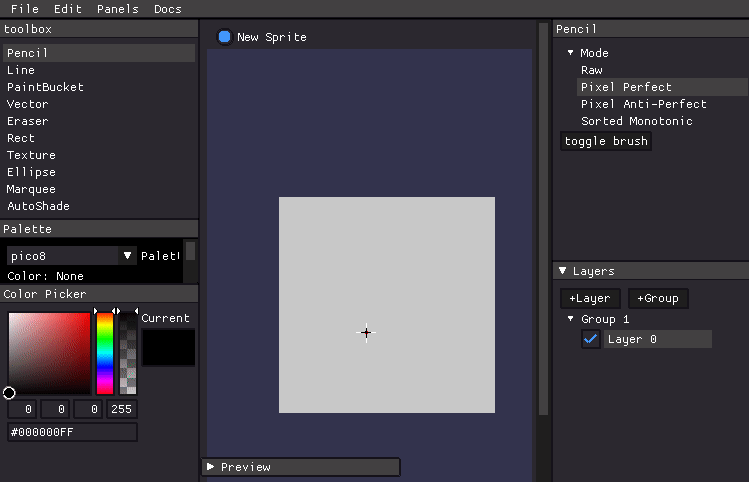 File Edit Panels Docs
toolbox
Pencil
Line
PaintBucket
Vector
Eraser
Rect
Texture
Ellipse
Marquee
AutoShade
Palette
pico8
Color: None
Color Picker
Current
0 0 0 255
#000000FF
New Sprite
Preview
Pencil
Mode
Raw
Pixel Perfect
Pixel Anti-Perfect
Sorted Monotonic
toggle brush
Layers
+Layer +Group
Group 1
Layer 0